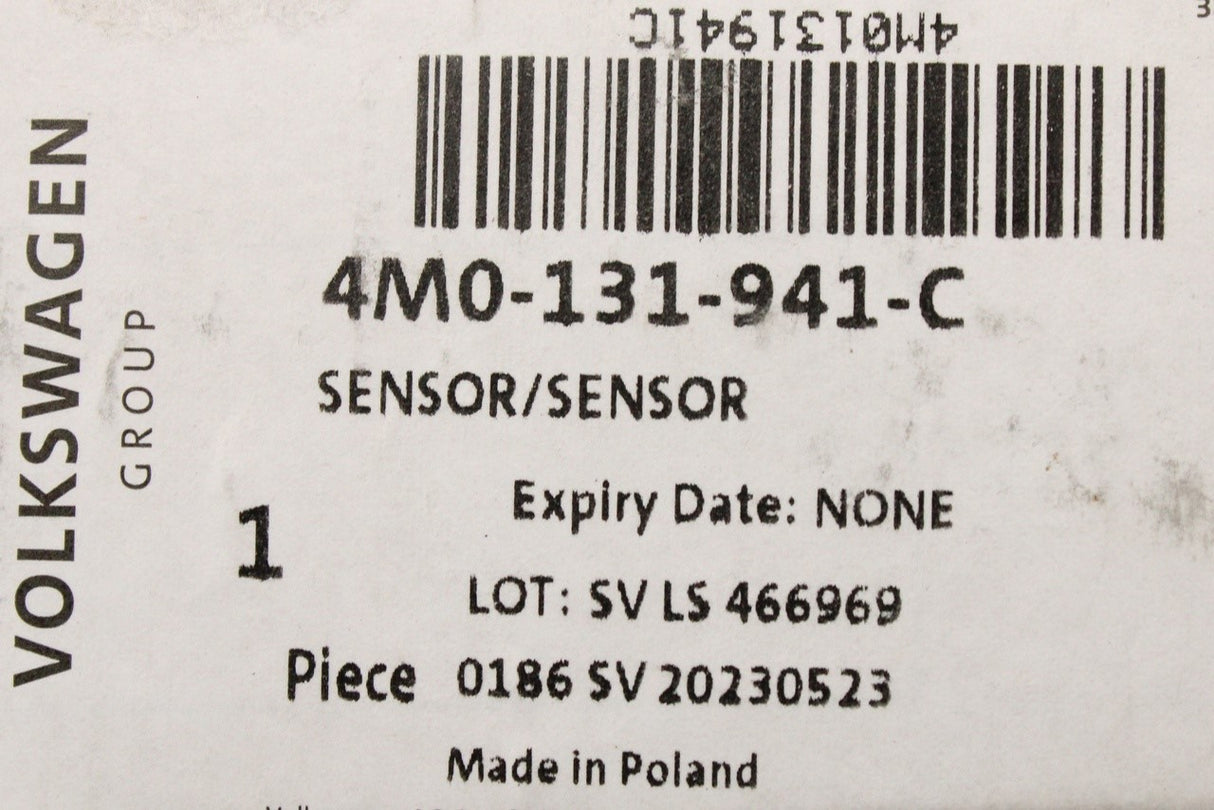 4M0131941C
4M0-131-941-C
SENSOR/SENSOR
Expiry Date: NONE
1
LOT: SV LS 466969
Piece 0186 SV 20230523
Made in Poland
VOLKSWAGEN
GROUP